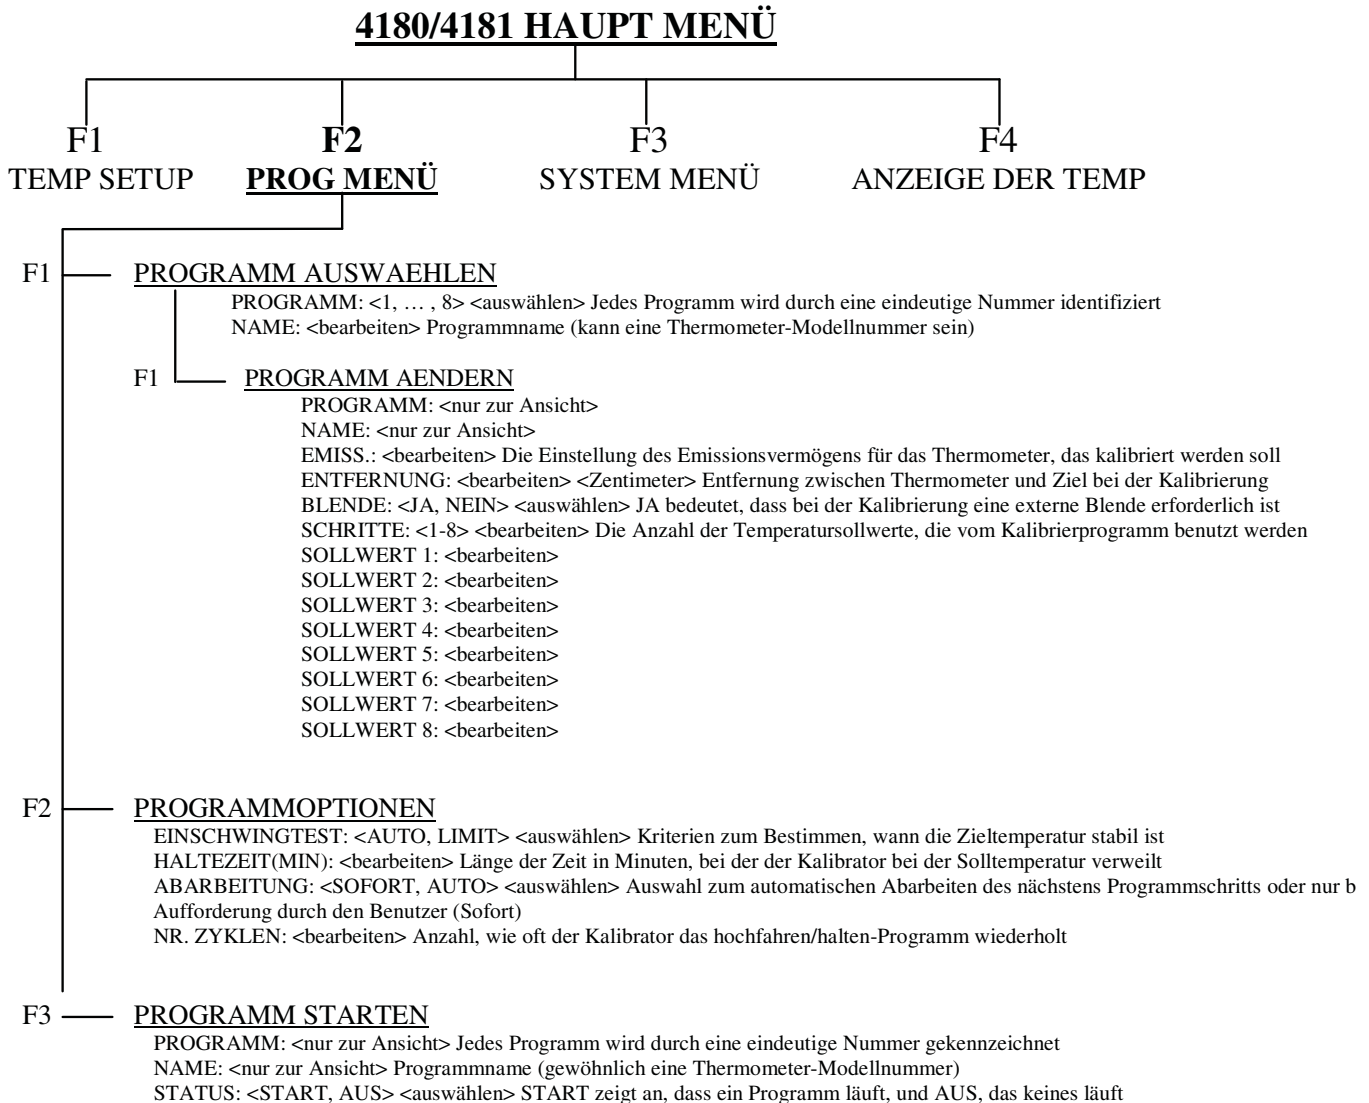 4180/4181 HAUPT MENÜ
F1 F2 F3 F4
TEMP SETUP PROG MENÜ SYSTEM MENÜ ANZEIGE DER TEMP
F1 PROGRAMM AUSWAEHLEN
PROGRAMM: <1, … , 8> <auswählen> Jedes Programm wird durch eine eindeutige Nummer identifiziert
NAME: <bearbeiten> Programmname (kann eine Thermometer-Modellnummer sein)
F1 PROGRAMM AENDERN
PROGRAMM: <nur zur Ansicht>
NAME: <nur zur Ansicht>
EMISS.: <bearbeiten> Die Einstellung des Emissionsvermögens für das Thermometer, das kalibriert werden soll
ENTFERNUNG: <bearbeiten> <Zentimeter> Entfernung zwischen Thermometer und Ziel bei der Kalibrierung
BLENDE: <JA, NEIN> <auswählen> JA bedeutet, dass bei der Kalibrierung eine externe Blende erforderlich ist
SCHRITTE: <1-8> <bearbeiten> Die Anzahl der Temperatursollwerte, die vom Kalibrierprogramm benutzt werden
SOLLWERT 1: <bearbeiten>
SOLLWERT 2: <bearbeiten>
SOLLWERT 3: <bearbeiten>
SOLLWERT 4: <bearbeiten>
SOLLWERT 5: <bearbeiten>
SOLLWERT 6: <bearbeiten>
SOLLWERT 7: <bearbeiten>
SOLLWERT 8: <bearbeiten>
F2 PROGRAMMOPTIONEN
EINSCHWINGTEST: <AUTO, LIMIT> <auswählen> Kriterien zum Bestimmen, wann die Zieltemperatur stabil ist
HALTEZEIT(MIN): <bearbeiten> Länge der Zeit in Minuten, bei der der Kalibrator bei der Solltemperatur verweilt
ABARBEITUNG: <SOFORT, AUTO> <auswählen> Auswahl zum automatischen Abarbeiten des nächstens Programmschritts oder nur b
Aufforderung durch den Benutzer (Sofort)
NR. ZYKLEN: <bearbeiten> Anzahl, wie oft der Kalibrator das hochfahren/halten-Programm wiederholt
F3 PROGRAMM STARTEN
PROGRAMM: <nur zur Ansicht> Jedes Programm wird durch eine eindeutige Nummer gekennzeichnet
NAME: <nur zur Ansicht> Programmname (gewöhnlich eine Thermometer-Modellnummer)
STATUS: <START, AUS> <auswählen> START zeigt an, dass ein Programm läuft, und AUS, das keines läuft